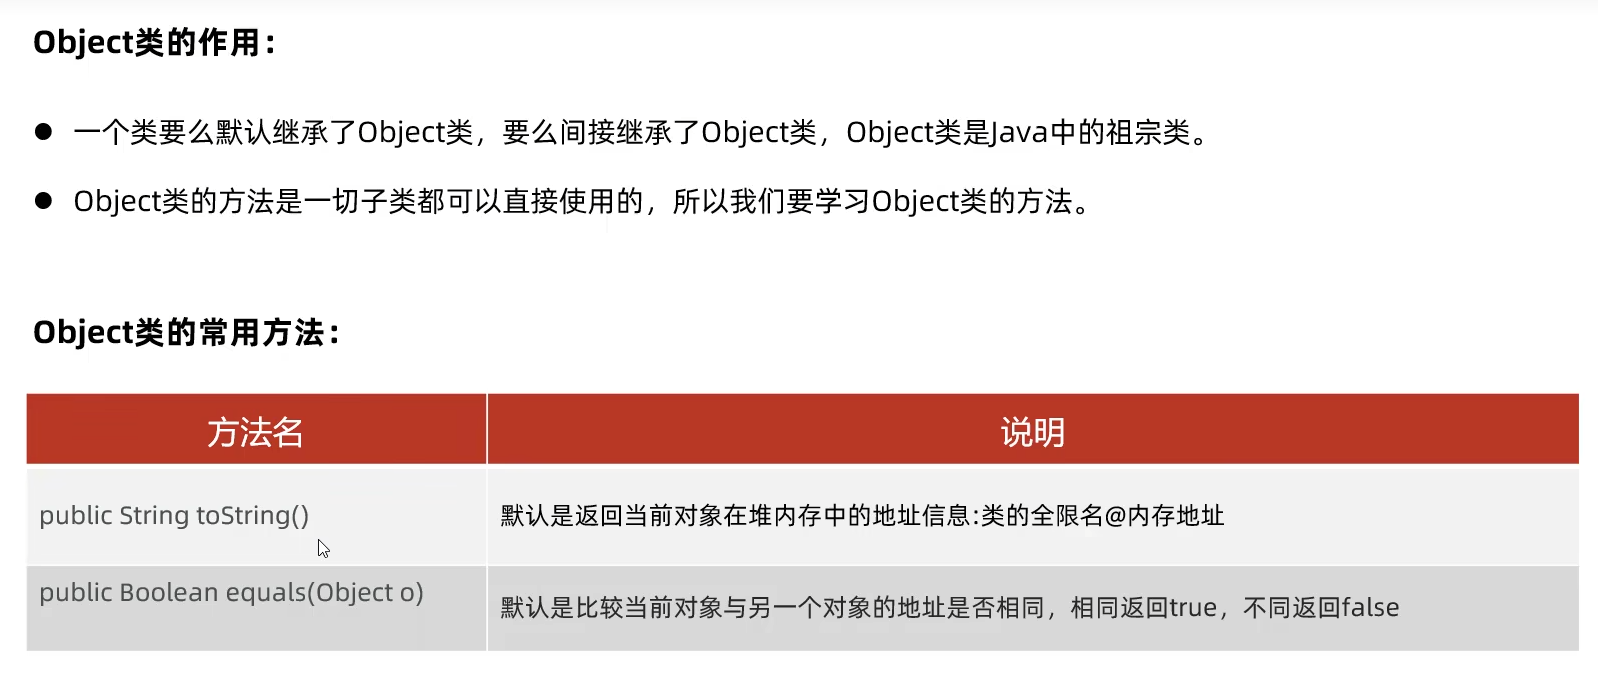 Object类的作用：
● 一个类要么默认继承了Object类，要么间接继承了Object类，Object类是Java中的祖宗类。
● Object类的方法是一切子类都可以直接使用的，所以我们要学习Object类的方法。
Object类的常用方法：
方法名 说明
public String toString() 默认是返回当前对象在堆内存中的地址信息:类的全限名@内存地址
public Boolean equals(Object o) 默认是比较当前对象与另一个对象的地址是否相同，相同返回true，不同返回false